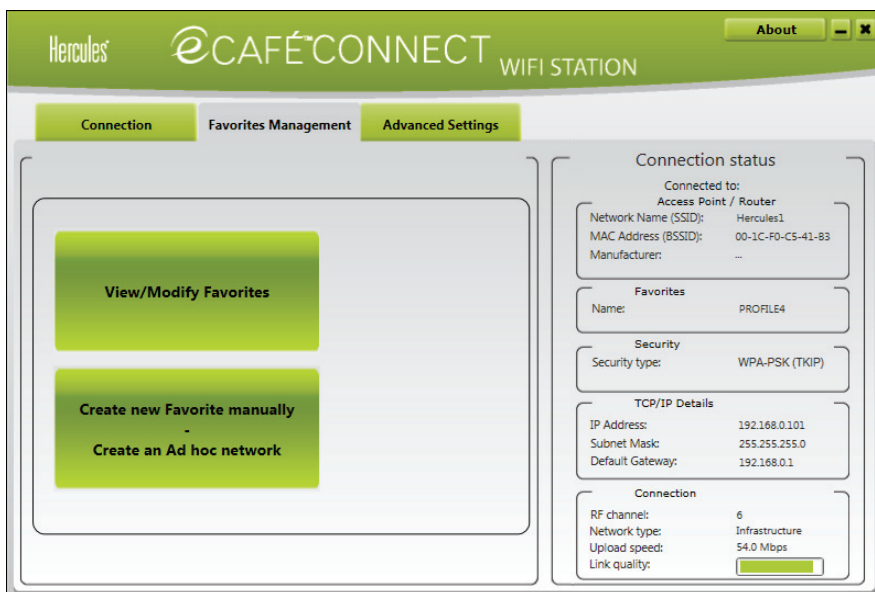 Hercules
eCAFÉ™CONNECT WIFI STATION
About
Connection Favorites Management Advanced Settings
View/Modify Favorites
Create new Favorite manually
-
Create an Ad hoc network
Connection status
Connected to:
Access Point / Router
Network Name (SSID): Hercules1
MAC Address (BSSID): 00-1C-F0-C5-41-B3
Manufacturer: ...
Favorites
Name: PROFILE4
Security
Security type: WPA-PSK (TKIP)
TCP/IP Details
IP Address: 192.168.0.101
Subnet Mask: 255.255.255.0
Default Gateway: 192.168.0.1
Connection
RF channel: 6
Network type: Infrastructure
Upload speed: 54.0 Mbps
Link quality: